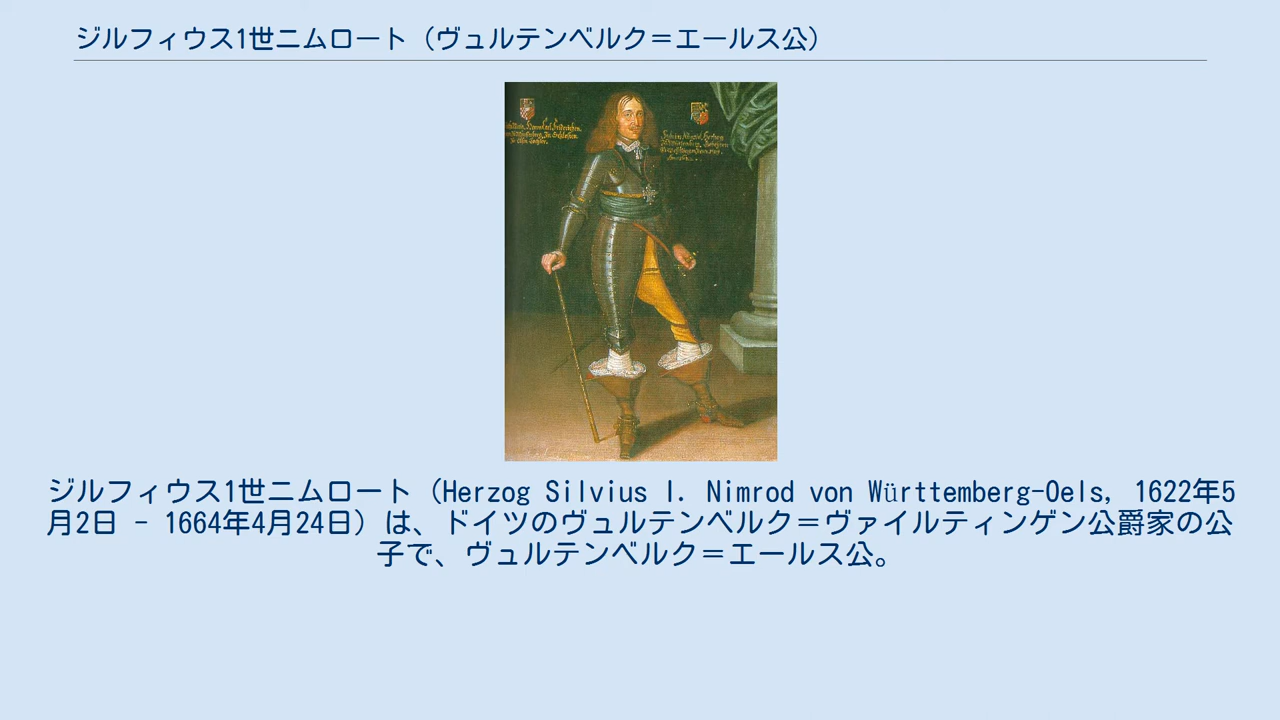 ジルフィウス1世ニムロート（ヴュルテンベルク＝エールス公）
ジルフィウス1世ニムロート（Herzog Silvius I. Nimrod von Württemberg-Oels, 1622年5
月2日 - 1664年4月24日）は、ドイツのヴュルテンベルク＝ヴァイルティンゲン公爵家の公
子で、ヴュルテンベルク＝エールス公。